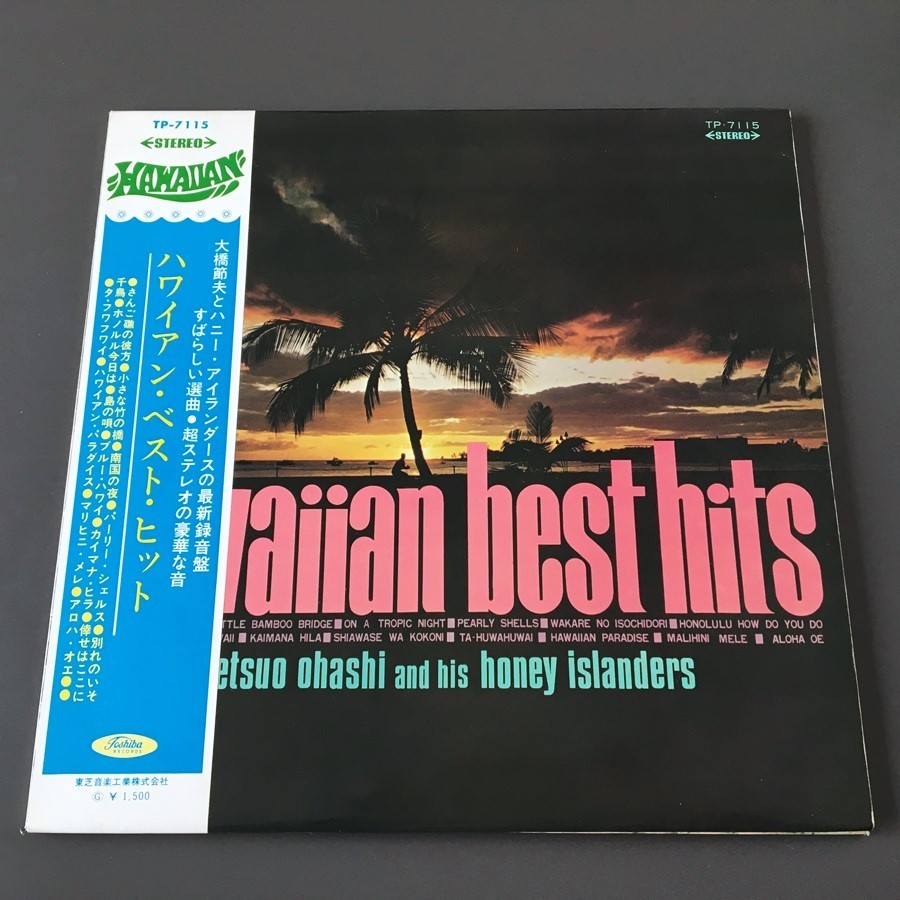 TP-7115
STEREO
HAWAIIAN
ハワイアン・ベスト・ヒット
大橋節夫とハニー・アイランダースの最新録音盤
すばらしい選曲●超ステレオの豪華な音
●さんご礁の彼方●小さな竹の橋●南国の夜●パーリー・シェルス●別れのいそ
千鳥●ホノルル今日は●島の唄●ブルー・ハワイ●カイマナ・ヒラ●倖せはここに
●タ・フワフワイ●ハワイアン・パラダイス●マリヒニ・メレ●アロハ・オエ●●
Toshiba
RECORDS
東芝音楽工業株式会社
Ⓖ ¥ 1,500
TP-7115
STEREO
waiian best hits
TTLE BAMBOO BRIDGE■ON A TROPIC NIGHT■PEARLY SHELLS■WAKARE NO ISOCHIDORI■HONOLULU HOW DO YOU DO
AII■KAIMANA HILA■SHIAWASE WA KOKONI■TA-HUWAHUWAI■HAWAIIAN PARADISE■MALIHINI MELE■ALOHA OE
etsuo ohashi and his honey islanders